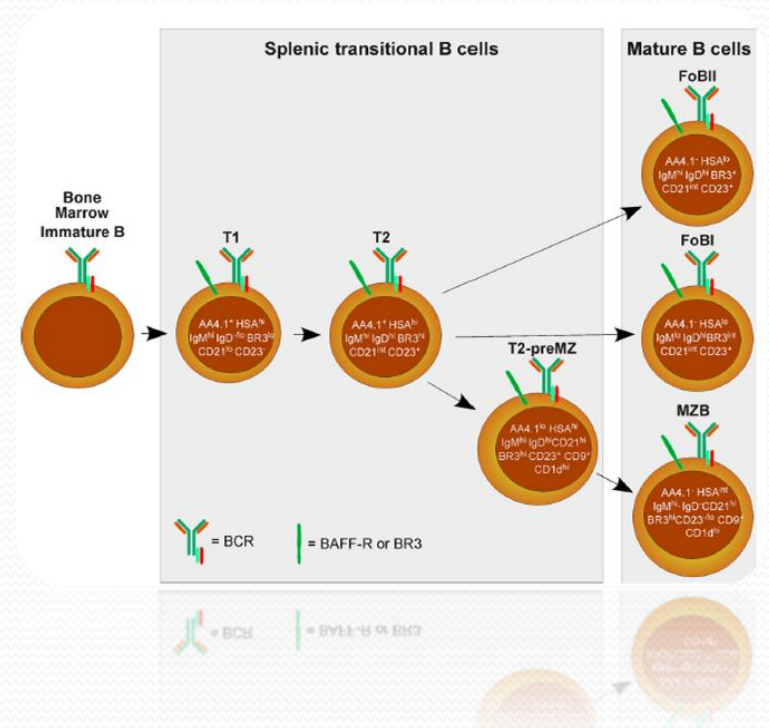 Splenic transitional B cells
Mature B cells
FoBII
AA4.1⁻ HSAˡᵒ
IgMʰⁱ IgDʰⁱ BR3⁺
CD21ⁱⁿᵗ CD23⁺
Bone
Marrow
Immature B
T1
AA4.1⁺ HSAʰⁱ
IgMʰⁱ IgD⁻/ˡᵒ BR3ˡᵒ
CD21ˡᵒ CD23⁻
T2
AA4.1⁺ HSAʰⁱ
IgMʰⁱ IgDʰⁱ BR3ʰⁱ
CD21ⁱⁿᵗ CD23⁺
FoBI
AA4.1⁻ HSAˡᵒ
IgMˡᵒ IgDʰⁱBR3ⁱⁿᵗ
CD21ⁱⁿᵗ CD23⁺
T2-preMZ
AA4.1ˡᵒ HSAʰⁱ
IgMʰⁱ IgDʰⁱCD21ʰⁱ
BR3ʰⁱ CD23⁺ CD9⁺
CD1dʰⁱ
MZB
AA4.1⁻ HSAⁱⁿᵗ
IgMʰⁱ IgD⁻CD21ʰⁱ
BR3ʰⁱCD23⁻/ˡᵒ CD9⁺
CD1dʰⁱ
= BCR
= BAFF-R or BR3